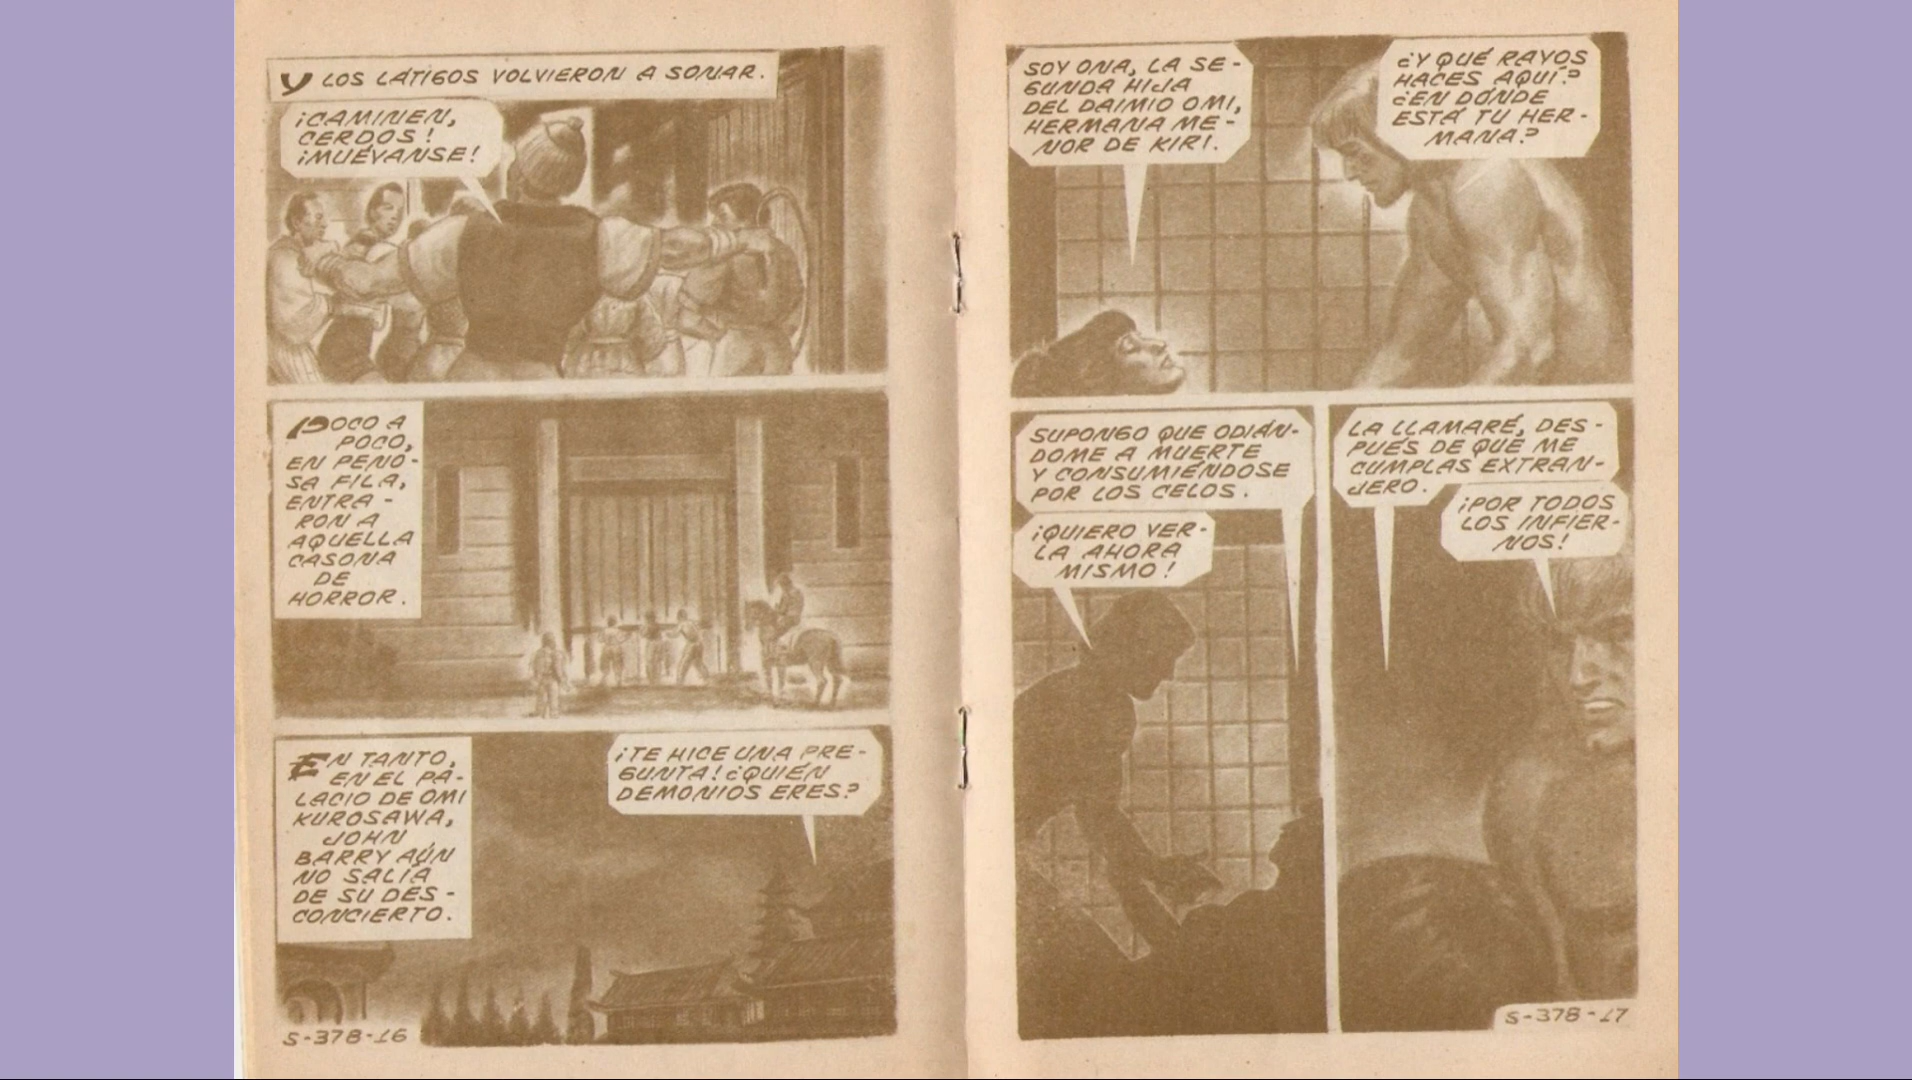 Y LOS LÁTIGOS VOLVIERON A SONAR.
¡CAMINEN,
CERDOS!
¡MUÉVANSE!
POCO A
POCO,
EN PENO-
SA FILA,
ENTRA-
RON A
AQUELLA
CASONA
DE
HORROR.
EN TANTO,
EN EL PA-
LACIO DE OMI
KUROSAWA,
JOHN
BARRY AÚN
NO SALÍA
DE SU DES-
CONCIERTO.
¡TE HICE UNA PRE-
GUNTA! ¿QUIÉN
DEMONIOS ERES?
S-378-16
SOY ONA, LA SE-
GUNDA HIJA
DEL DAIMIO OMI,
HERMANA ME-
NOR DE KIRI.
¿Y QUÉ RAYOS
HACES AQUÍ?
¿EN DÓNDE
ESTÁ TU HER-
MANA?
SUPONGO QUE ODIÁN-
DOME A MUERTE
Y CONSUMIÉNDOSE
POR LOS CELOS.
¡QUIERO VER-
LA AHORA
MISMO!
LA LLAMARÉ, DES-
PUÉS DE QUE ME
CUMPLAS EXTRAN-
JERO.
¡POR TODOS
LOS INFIER-
NOS!
S-378-17